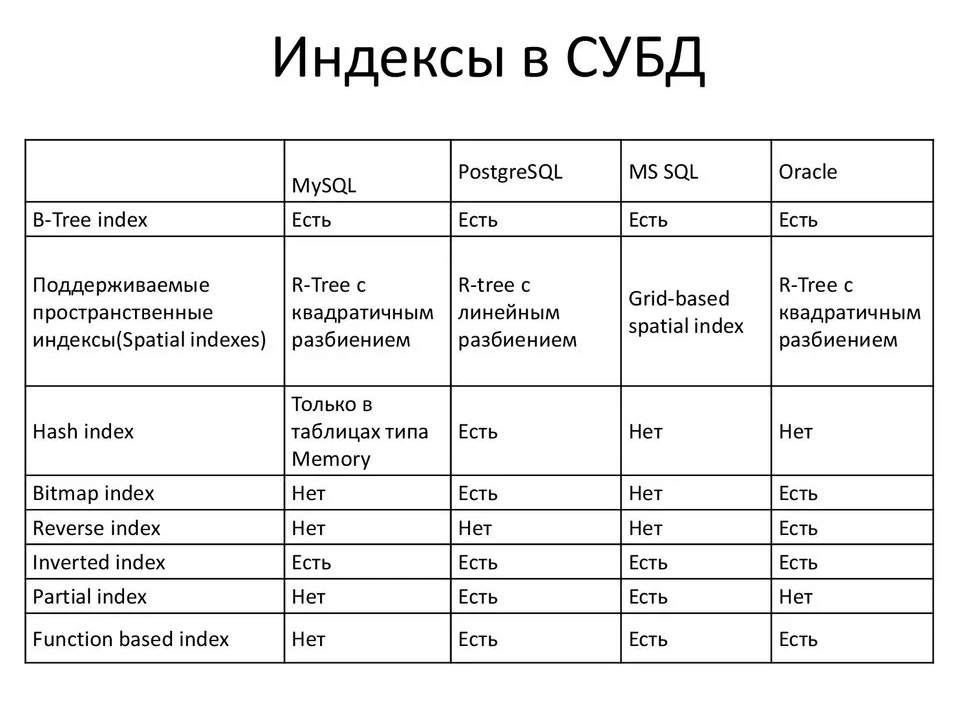 Индексы в СУБД
MySQL
PostgreSQL
MS SQL
Oracle
B-Tree index
Есть
Есть
Есть
Есть
Поддерживаемые
пространственные
индексы(Spatial indexes)
R-Tree с
квадратичным
разбиением
R-tree с
линейным
разбиением
Grid-based
spatial index
R-Tree с
квадратичным
разбиением
Hash index
Только в
таблицах типа
Memory
Есть
Нет
Нет
Bitmap index
Нет
Есть
Нет
Есть
Reverse index
Нет
Нет
Нет
Есть
Inverted index
Есть
Есть
Есть
Есть
Partial index
Нет
Есть
Есть
Нет
Function based index
Нет
Есть
Есть
Есть